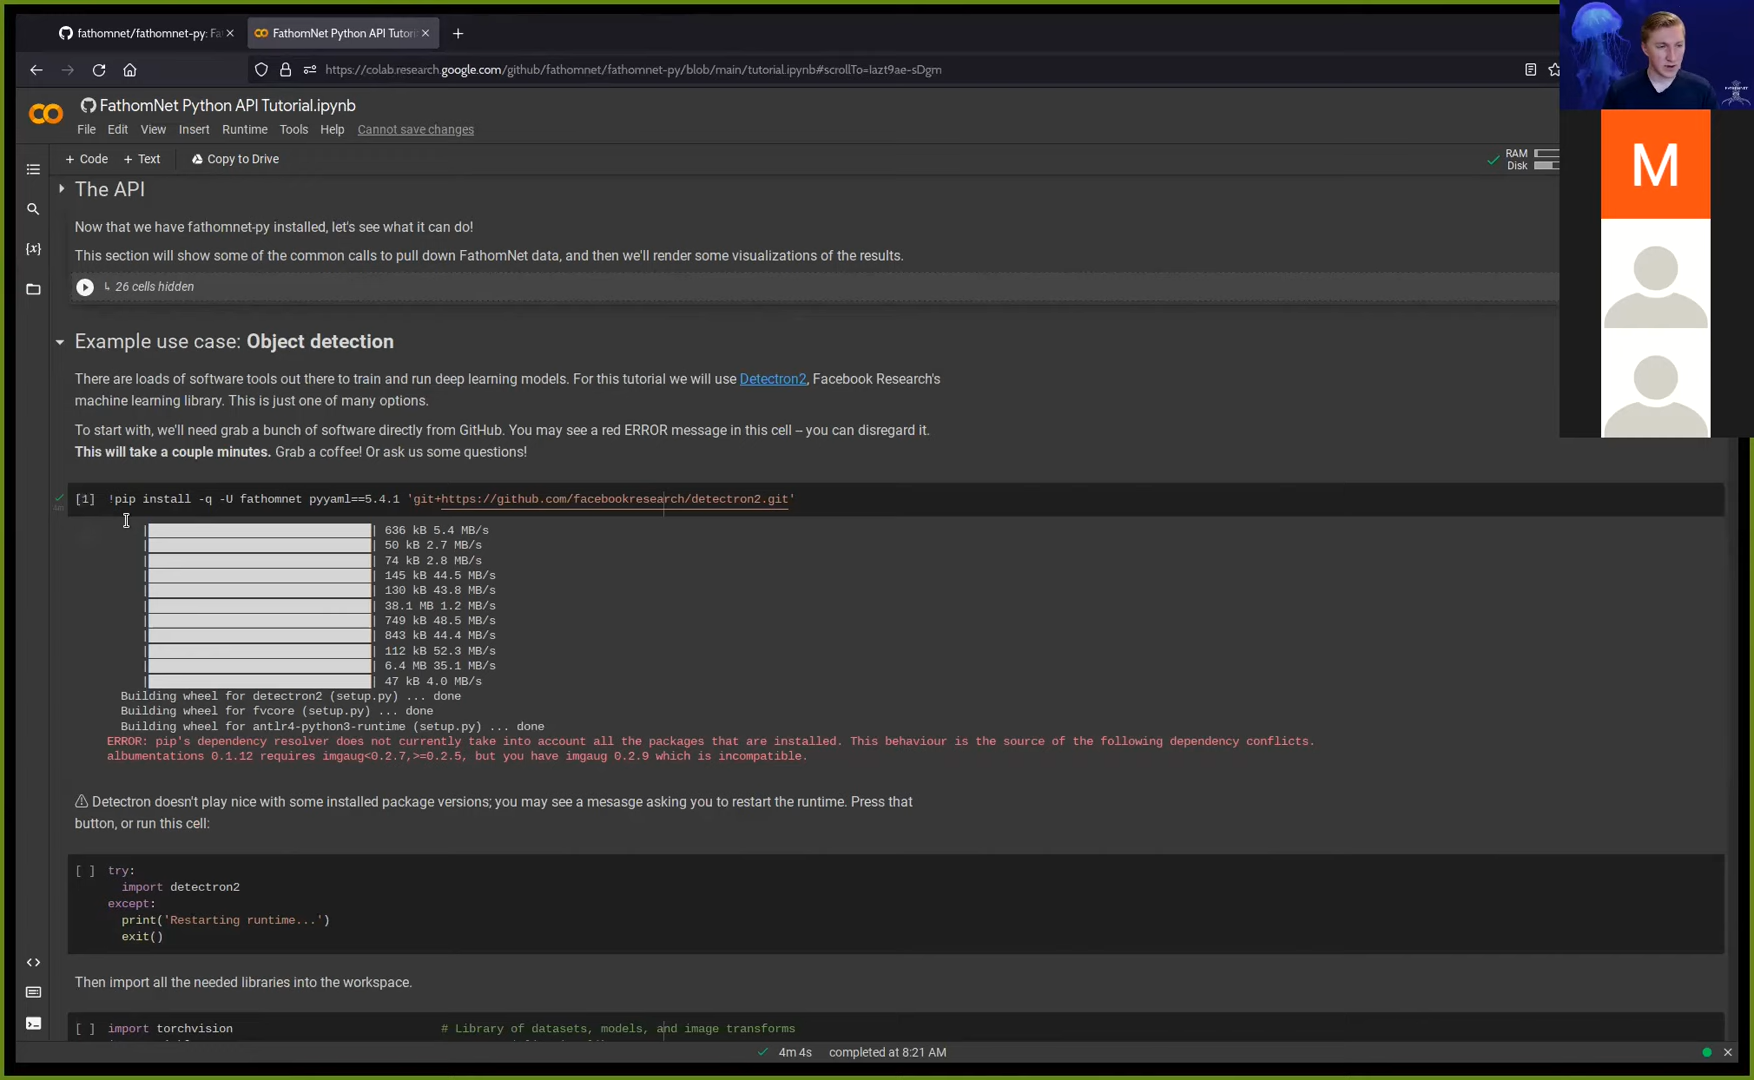 fathomnet/fathomnet-py: Fa
FathomNet Python API Tutor
https://colab.research.google.com/github/fathomnet/fathomnet-py/blob/main/tutorial.ipynb#scrollTo=Iazt9ae-sDgm
FathomNet Python API Tutorial.ipynb
File Edit View Insert Runtime Tools Help Cannot save changes
+ Code + Text Copy to Drive
RAM
Disk
M
The API
Now that we have fathomnet-py installed, let's see what it can do!
This section will show some of the common calls to pull down FathomNet data, and then we'll render some visualizations of the results.
↳ 26 cells hidden
Example use case: Object detection
There are loads of software tools out there to train and run deep learning models. For this tutorial we will use Detectron2, Facebook Research's
machine learning library. This is just one of many options.
To start with, we'll need grab a bunch of software directly from GitHub. You may see a red ERROR message in this cell -- you can disregard it.
This will take a couple minutes. Grab a coffee! Or ask us some questions!
[1] !pip install -q -U fathomnet pyyaml==5.4.1 'git+https://github.com/facebookresearch/detectron2.git'
| 636 kB 5.4 MB/s
| 50 kB 2.7 MB/s
| 74 kB 2.8 MB/s
| 145 kB 44.5 MB/s
| 130 kB 43.8 MB/s
| 38.1 MB 1.2 MB/s
| 749 kB 48.5 MB/s
| 843 kB 44.4 MB/s
| 112 kB 52.3 MB/s
| 6.4 MB 35.1 MB/s
| 47 kB 4.0 MB/s
Building wheel for detectron2 (setup.py) ... done
Building wheel for fvcore (setup.py) ... done
Building wheel for antlr4-python3-runtime (setup.py) ... done
ERROR: pip's dependency resolver does not currently take into account all the packages that are installed. This behaviour is the source of the following dependency conflicts.
albumentations 0.1.12 requires imgaug<0.2.7,>=0.2.5, but you have imgaug 0.2.9 which is incompatible.
⚠ Detectron doesn't play nice with some installed package versions; you may see a mesasge asking you to restart the runtime. Press that
button, or run this cell:
[ ] try:
import detectron2
except:
print('Restarting runtime...')
exit()
Then import all the needed libraries into the workspace.
[ ] import torchvision # Library of datasets, models, and image transforms
4m 4s completed at 8:21 AM